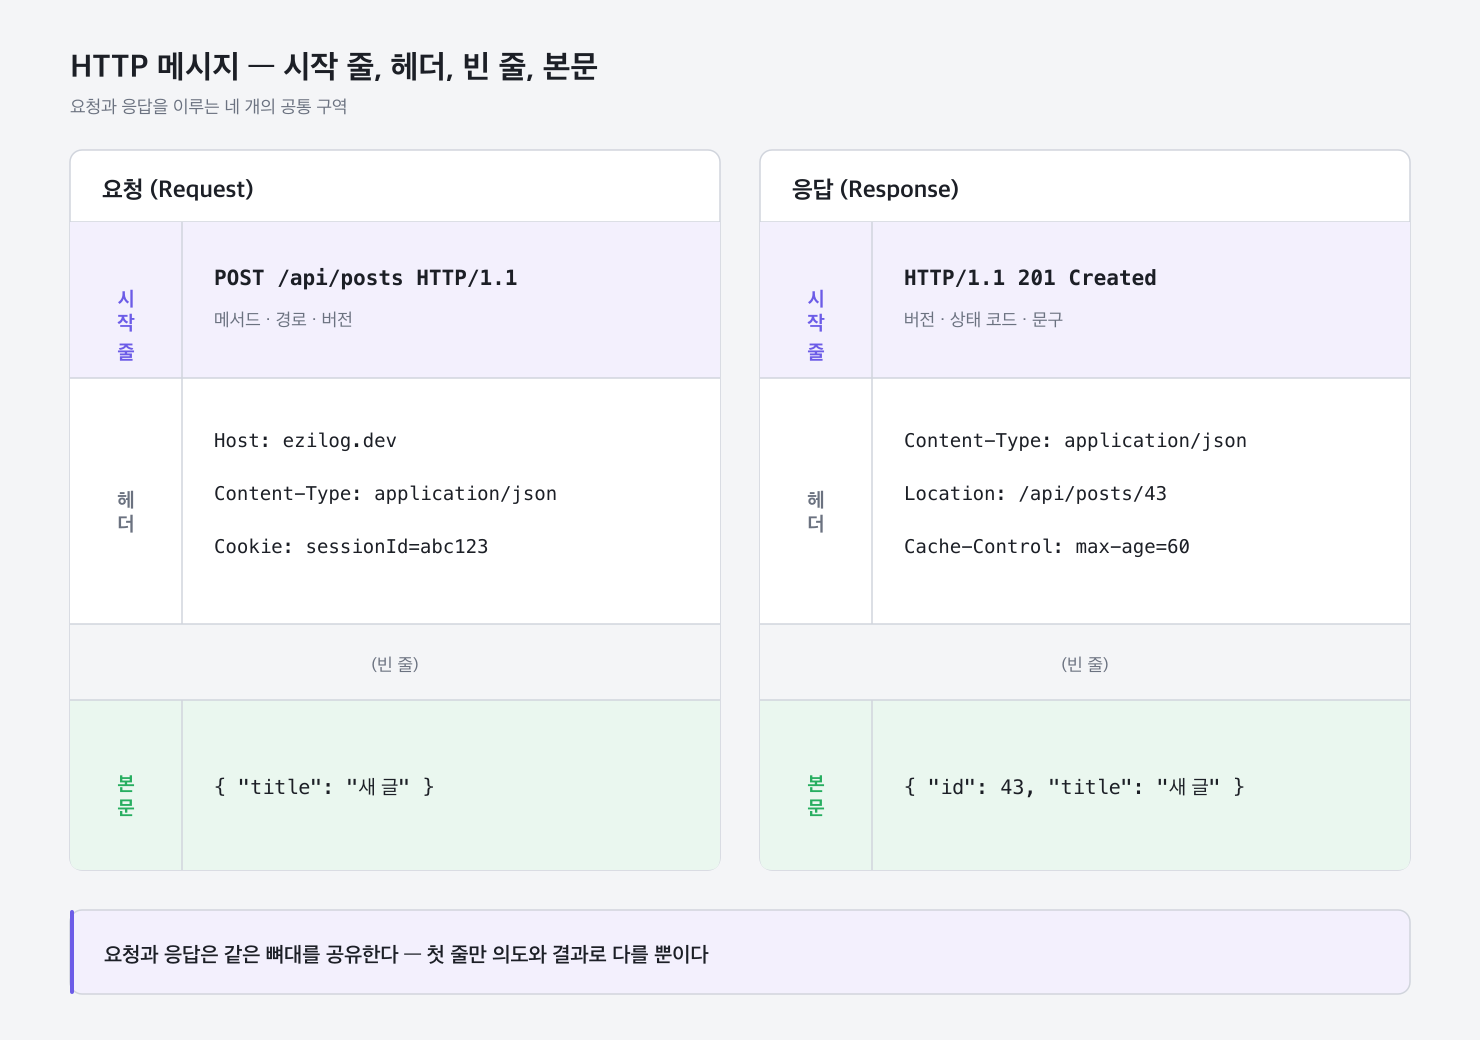 HTTP 메시지 — 시작 줄, 헤더, 빈 줄, 본문
요청과 응답을 이루는 네 개의 공통 구역
요청 (Request)
시작 줄
POST /api/posts HTTP/1.1
메서드 · 경로 · 버전
헤더
Host: ezilog.dev
Content-Type: application/json
Cookie: sessionId=abc123
(빈 줄)
본문
{ "title": "새 글" }
응답 (Response)
시작 줄
HTTP/1.1 201 Created
버전 · 상태 코드 · 문구
헤더
Content-Type: application/json
Location: /api/posts/43
Cache-Control: max-age=60
(빈 줄)
본문
{ "id": 43, "title": "새 글" }
요청과 응답은 같은 뼈대를 공유한다 — 첫 줄만 의도와 결과로 다를 뿐이다